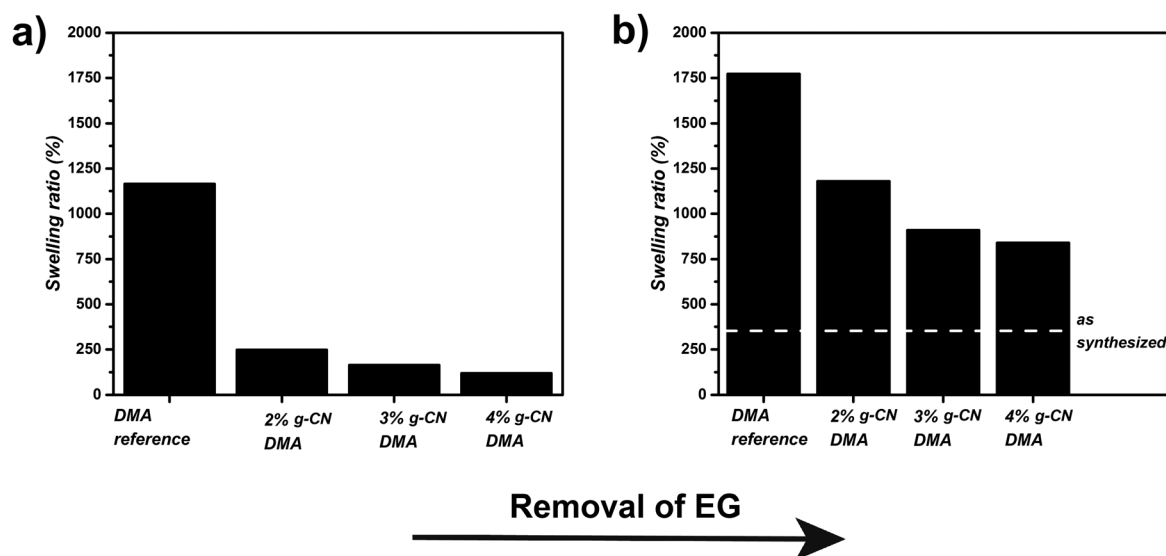 a)
2000
1750
1500
1250
1000
750
500
250
0
Swelling ratio (%)
DMA
reference
2% g-CN
DMA
3% g-CN
DMA
4% g-CN
DMA
b)
2000
1750
1500
1250
1000
750
500
250
0
Swelling ratio (%)
as
synthesized
DMA
reference
2% g-CN
DMA
3% g-CN
DMA
4% g-CN
DMA
Removal of EG